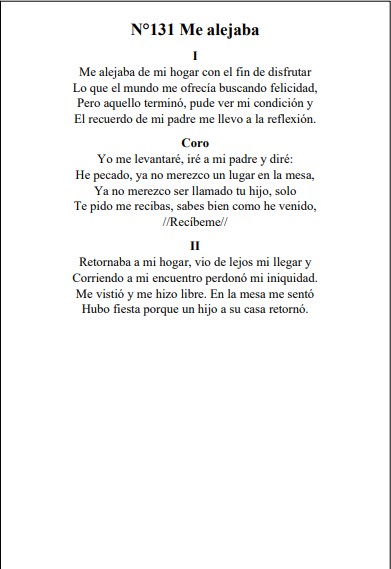 N°131 Me alejaba
I
Me alejaba de mi hogar con el fin de disfrutar
Lo que el mundo me ofrecía buscando felicidad,
Pero aquello terminó, pude ver mi condición y
El recuerdo de mi padre me llevo a la reflexión.
Coro
Yo me levantaré, iré a mi padre y diré:
He pecado, ya no merezco un lugar en la mesa,
Ya no merezco ser llamado tu hijo, solo
Te pido me recibas, sabes bien como he venido,
//Recíbeme//
II
Retornaba a mi hogar, vio de lejos mi llegar y
Corriendo a mi encuentro perdonó mi iniquidad.
Me vistió y me hizo libre. En la mesa me sentó
Hubo fiesta porque un hijo a su casa retornó.